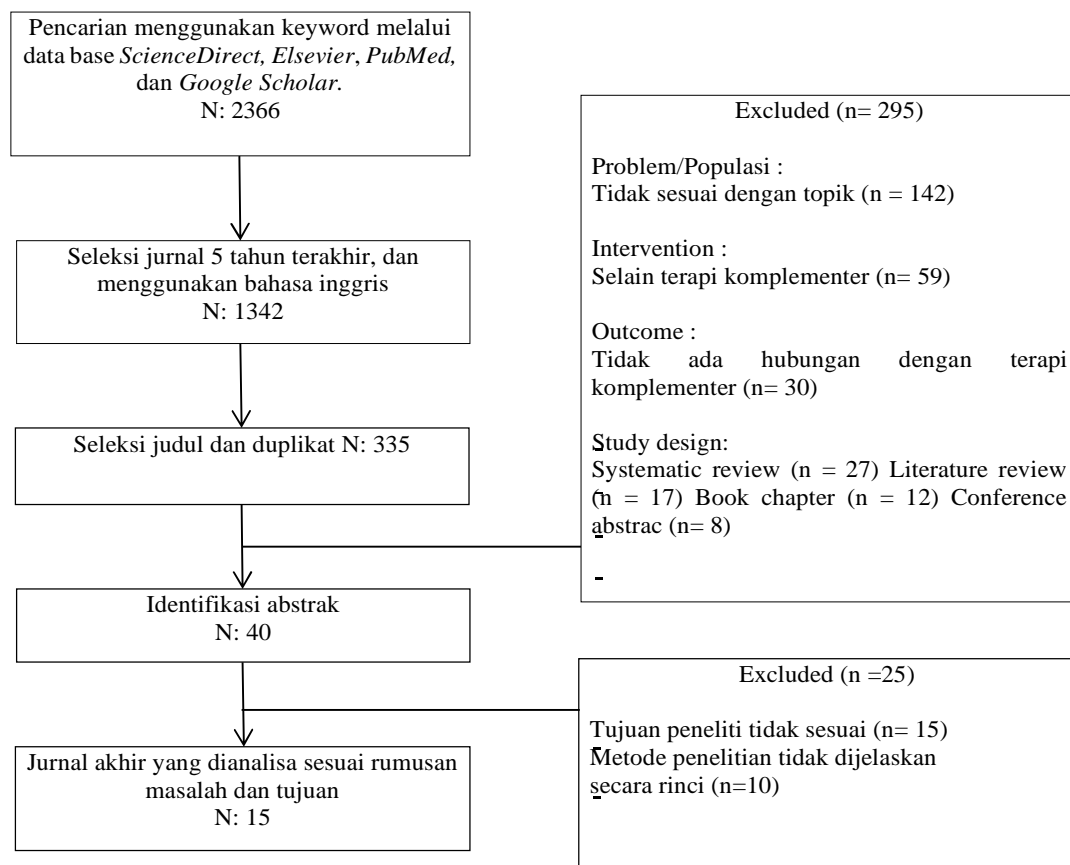 Pencarian menggunakan keyword melalui
data base ScienceDirect, Elsevier, PubMed,
dan Google Scholar.
N: 2366
Seleksi jurnal 5 tahun terakhir, dan
menggunakan bahasa inggris
N: 1342
Seleksi judul dan duplikat N: 335
Excluded (n= 295)
Problem/Populasi :
Tidak sesuai dengan topik (n = 142)
Intervention :
Selain terapi komplementer (n= 59)
Outcome :
Tidak ada hubungan dengan terapi
komplementer (n= 30)
Study design:
Systematic review (n = 27) Literature review
(n = 17) Book chapter (n = 12) Conference
abstrac (n= 8)
Identifikasi abstrak
N: 40
Excluded (n =25)
Tujuan peneliti tidak sesuai (n= 15)
Metode penelitian tidak dijelaskan
secara rinci (n=10)
Jurnal akhir yang dianalisa sesuai rumusan
masalah dan tujuan
N: 15